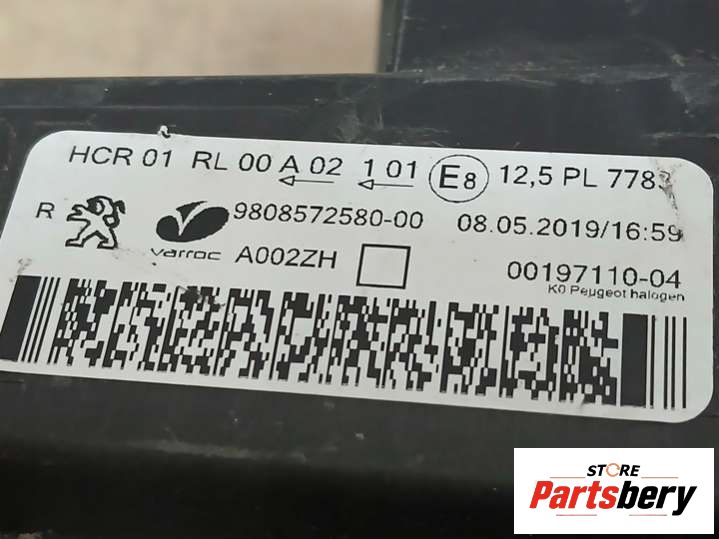 HCR 01 RL 00 A 02 1 01 E8 12,5 PL 7783
R varroc 9808572580-00 08.05.2019/16:59
A002ZH 00197110-04
K0 Peugeot halogen
STORE
Partsbery